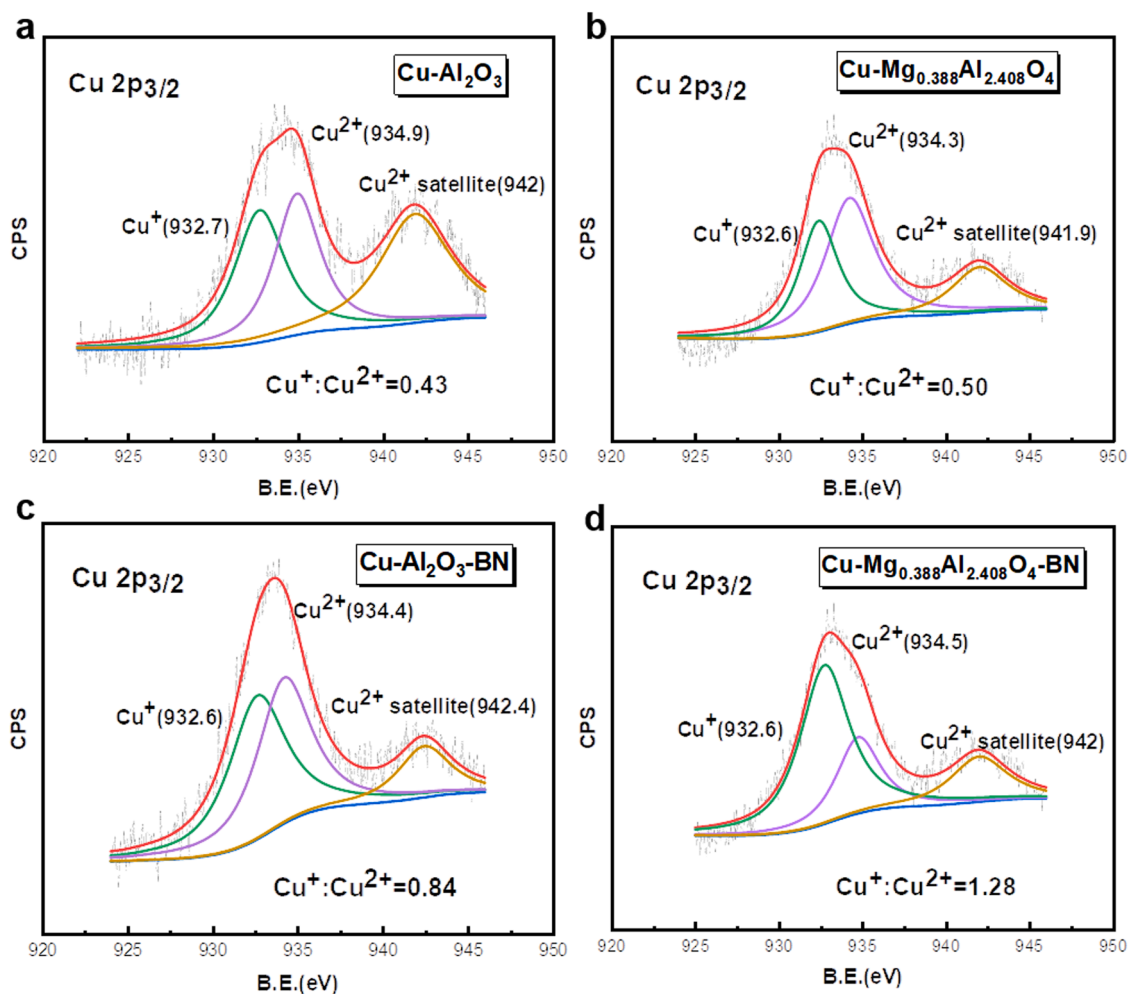 a
Cu 2p3/2
Cu-Al2O3
Cu2+(934.9)
Cu2+ satellite(942)
Cu+(932.7)
CPS
Cu+:Cu2+=0.43
920 925 930 935 940 945 950
B.E.(eV)
b
Cu 2p3/2
Cu-Mg0.388Al2.408O4
Cu2+(934.3)
Cu+(932.6)
Cu2+ satellite(941.9)
CPS
Cu+:Cu2+=0.50
920 925 930 935 940 945 950
B.E.(eV)
c
Cu 2p3/2
Cu-Al2O3-BN
Cu2+(934.4)
Cu+(932.6)
Cu2+ satellite(942.4)
CPS
Cu+:Cu2+=0.84
920 925 930 935 940 945 950
B.E.(eV)
d
Cu 2p3/2
Cu-Mg0.388Al2.408O4-BN
Cu2+(934.5)
Cu+(932.6)
Cu2+ satellite(942)
CPS
Cu+:Cu2+=1.28
920 925 930 935 940 945 950
B.E.(eV)